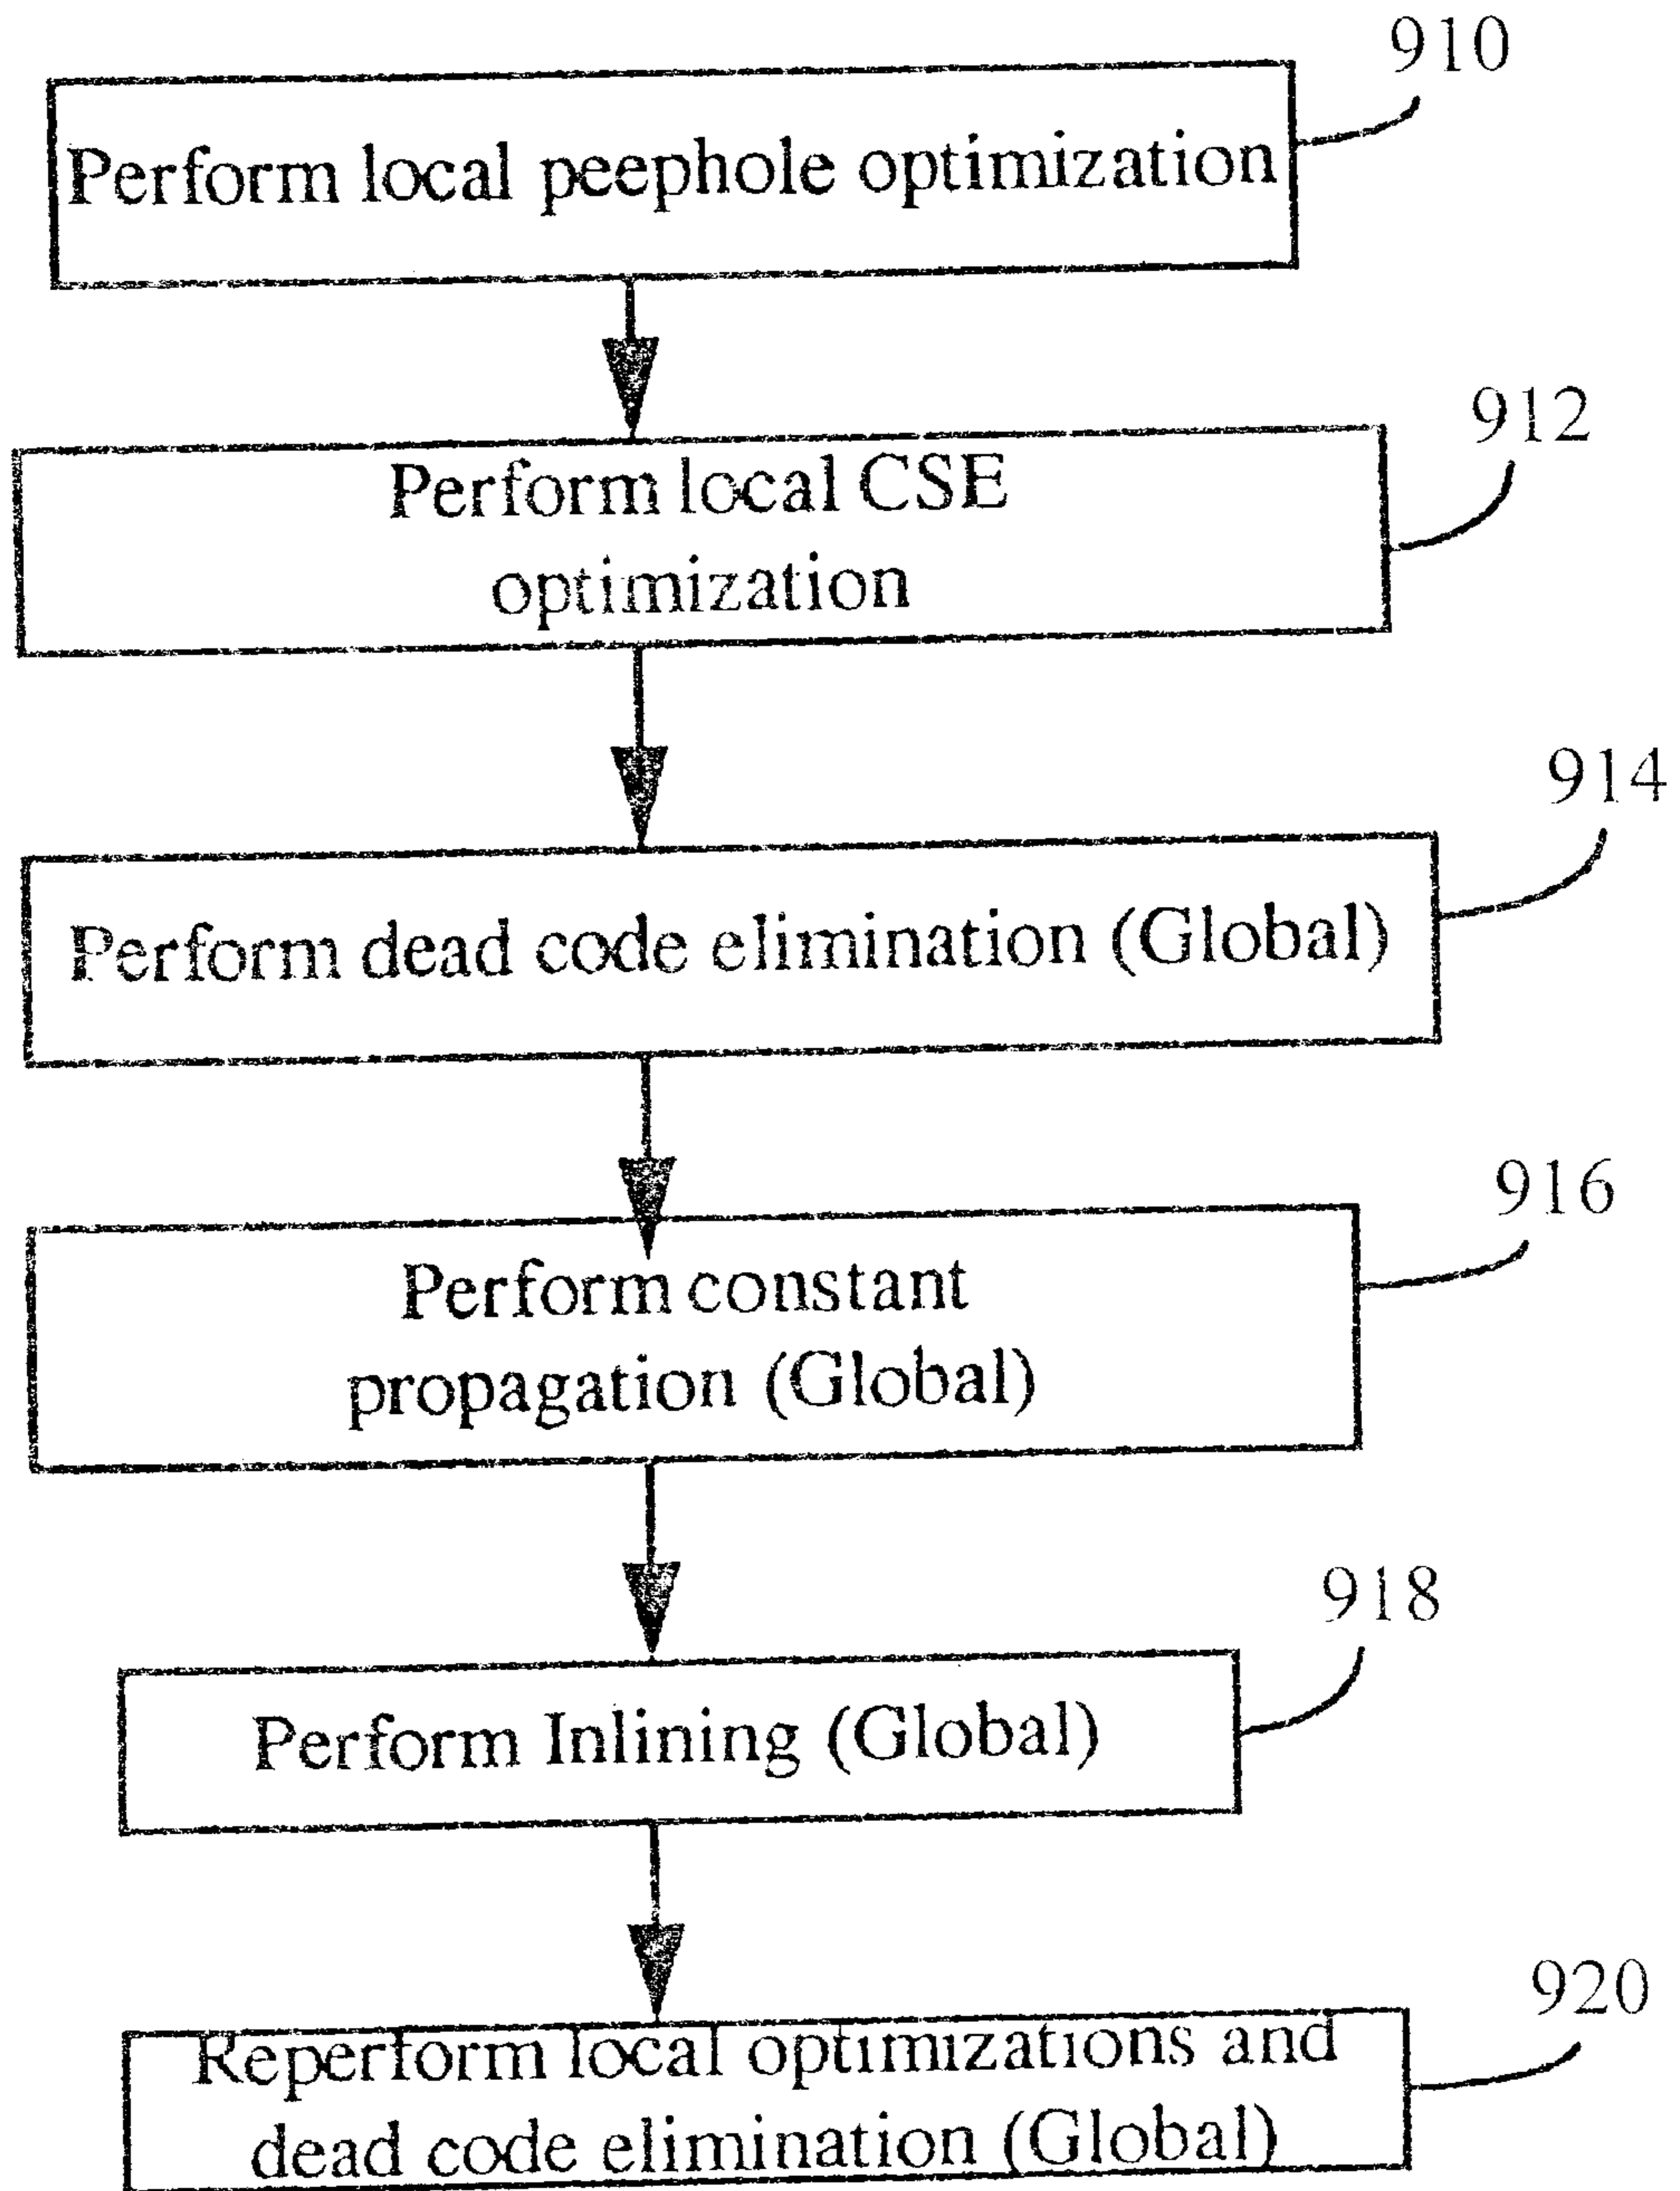 910
Perform local peephole optimization
912
Perform local CSE
optimization
914
Perform dead code elimination (Global)
916
Perform constant
propagation (Global)
918
Perform Inlining (Global)
920
Reperform local optimizations and
dead code elimination (Global)